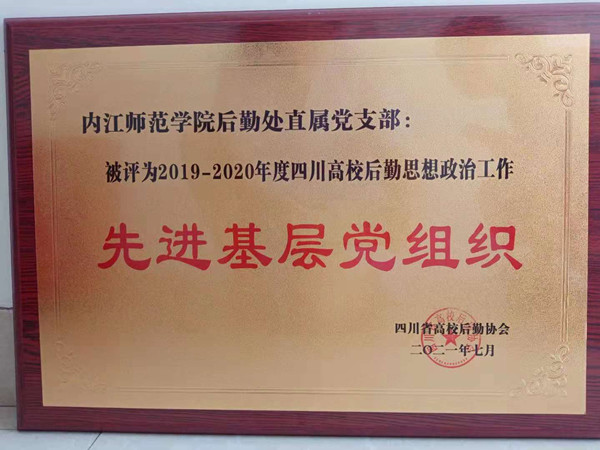 内江师范学院后勤处直属党支部：
被评为2019-2020年度四川高校后勤思想政治工作
先进基层党组织
四川省高校后勤协会
二〇二一年七月